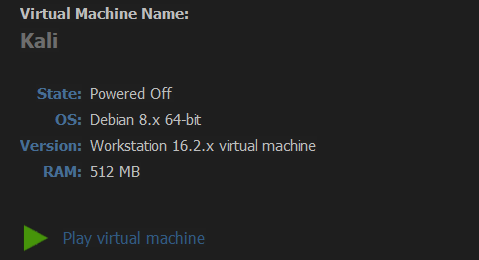 Virtual Machine Name:
Kali
State: Powered Off
OS: Debian 8.x 64-bit
Version: Workstation 16.2.x virtual machine
RAM: 512 MB
Play virtual machine